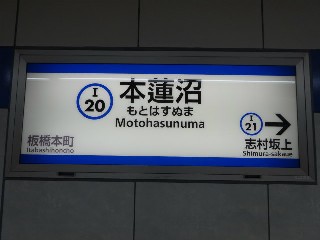 I
20
本蓮沼
もとはすぬま
Motohasunuma
板橋本町
Itabashihoncho
I
21
志村坂上
Shimura-sakaue